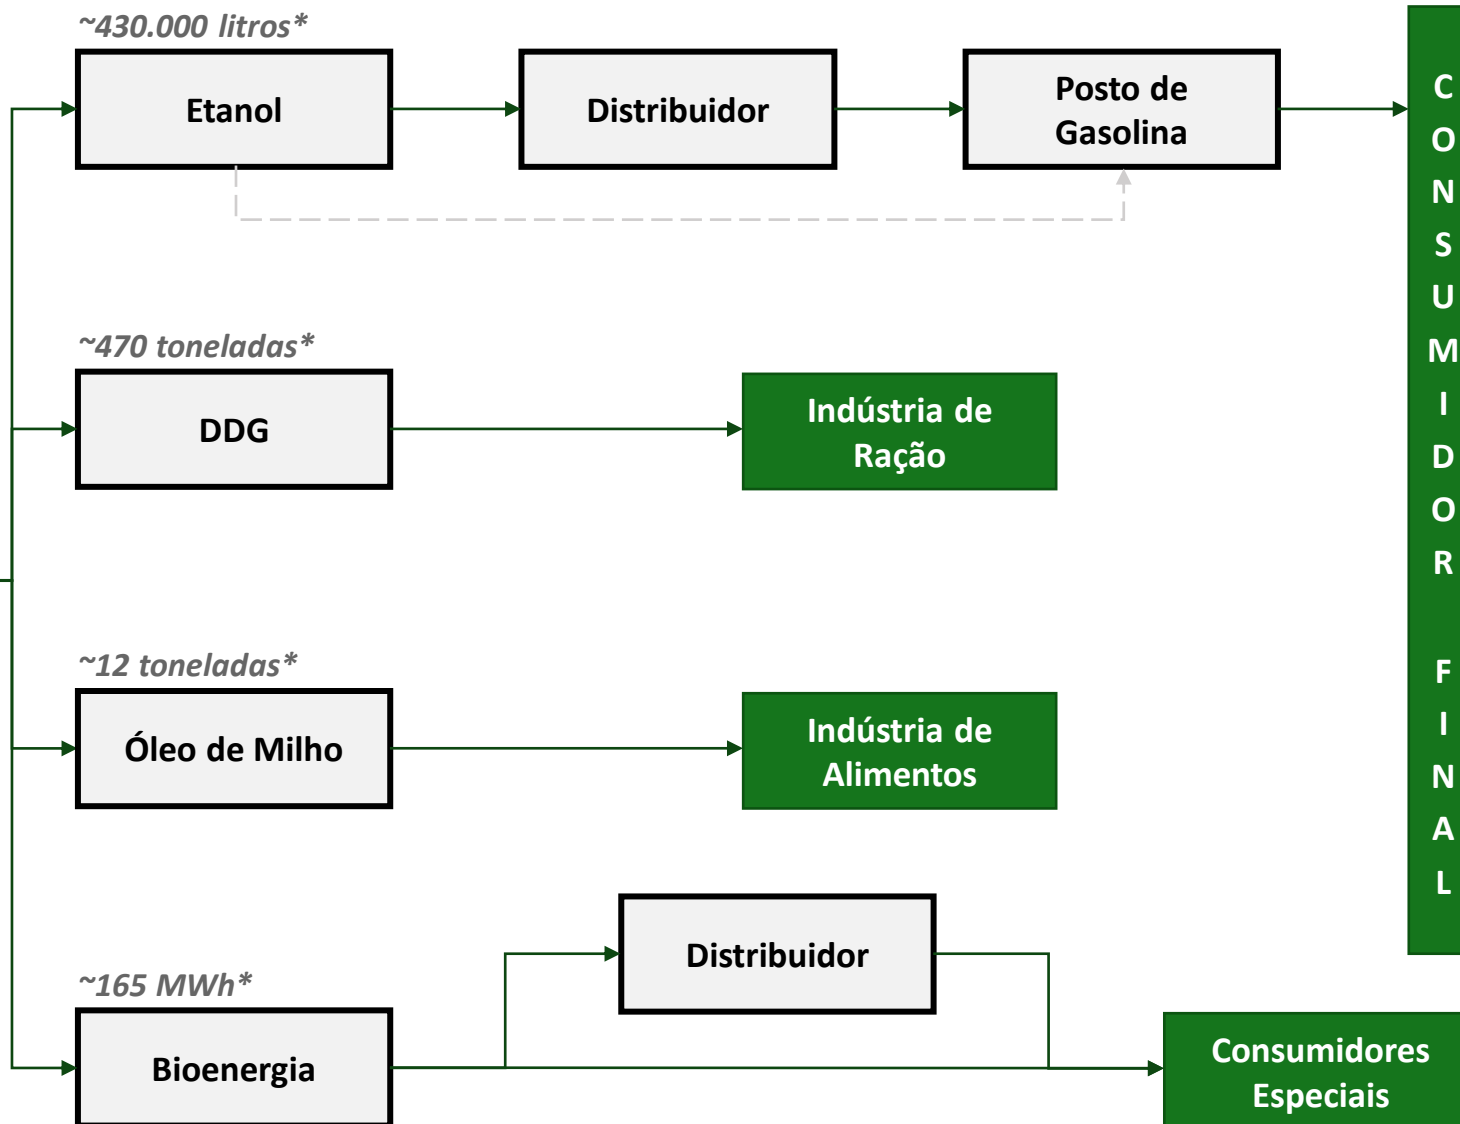 ~430.000 litros*
Etanol
Distribuidor
Posto de
Gasolina
~470 toneladas*
DDG
Indústria de
Ração
~12 toneladas*
Óleo de Milho
Indústria de
Alimentos
~165 MWh*
Bioenergia
Distribuidor
Consumidores
Especiais
C
O
N
S
U
M
I
D
O
R
F
I
N
A
L